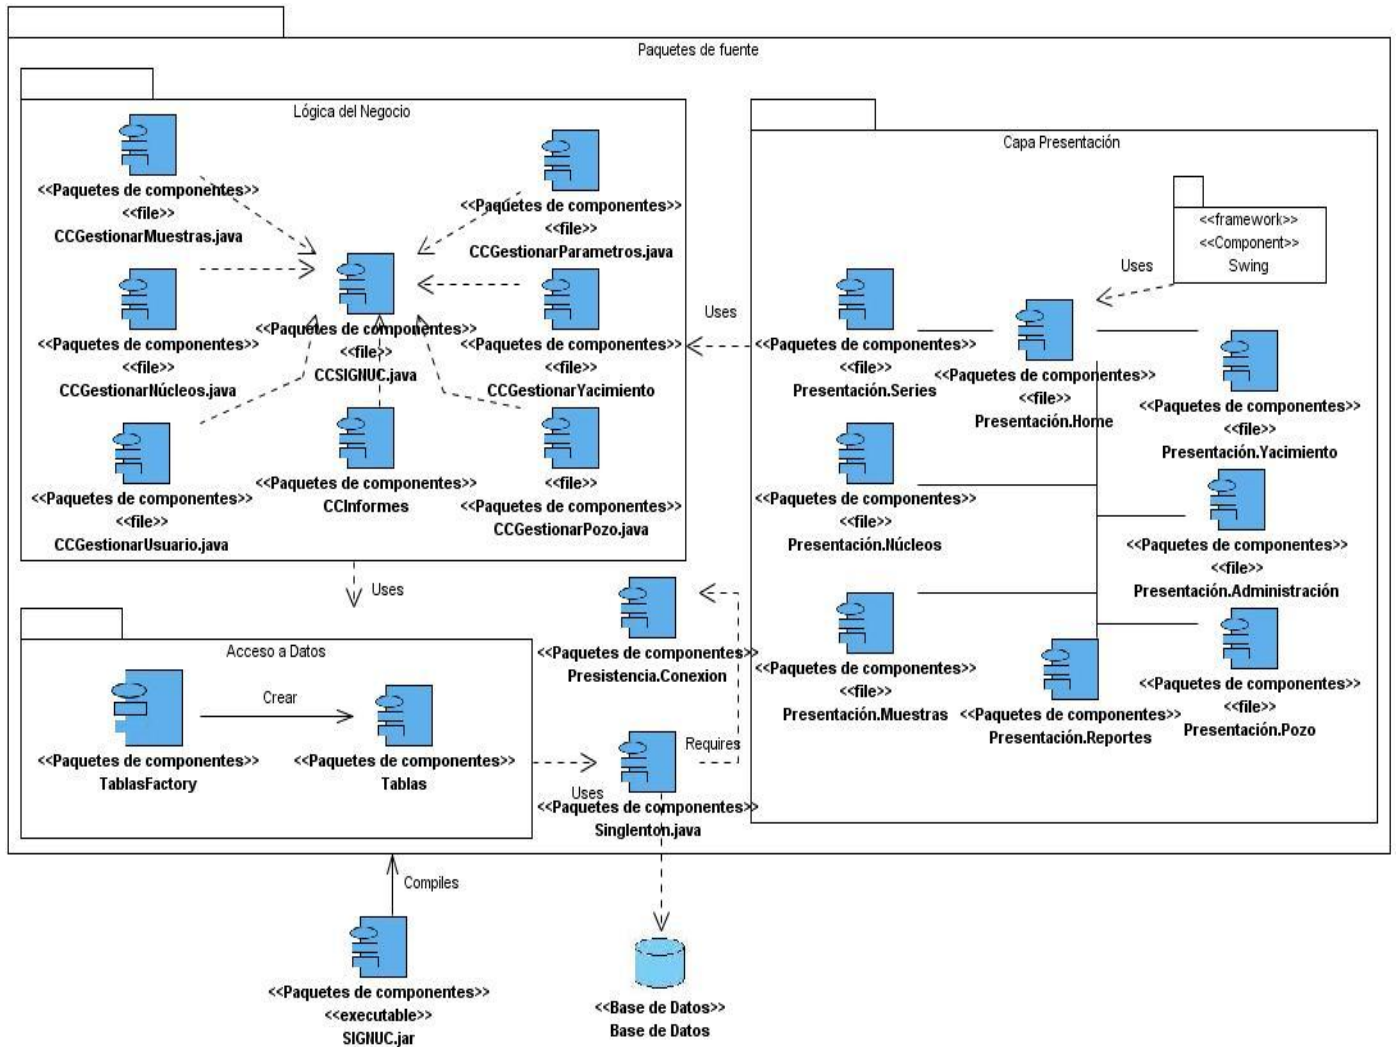 Paquetes de fuente
Lógica del Negocio
<<Paquetes de componentes>>
<<file>>
CCGestionarMuestras.java
<<Paquetes de componentes>>
<<file>>
CCGestionarParametros.java
<<Paquetes de componentes>>
<<file>>
CCSIGNUC.java
<<Paquetes de componentes>>
<<file>>
CCGestionarNúcleos.java
<<Paquetes de componentes>>
<<file>>
CCGestionarYacimiento
<<Paquetes de componentes>>
<<file>>
CCGestionarUsuario.java
<<Paquetes de componentes>>
CCInformes
<<file>>
<<Paquetes de componentes>>
CCGestionarPozo.java
Uses
Capa Presentación
<<framework>>
<<Component>>
Swing
Uses
<<Paquetes de componentes>>
<<file>>
Presentación.Series
<<Paquetes de componentes>>
<<file>>
Presentación.Home
<<Paquetes de componentes>>
<<file>>
Presentación.Yacimiento
<<Paquetes de componentes>>
<<file>>
Presentación.Núcleos
<<Paquetes de componentes>>
<<file>>
Presentación.Administración
<<Paquetes de componentes>>
<<file>>
Presentación.Muestras
<<Paquetes de componentes>>
Presentación.Reportes
<<Paquetes de componentes>>
<<file>>
Presentación.Pozo
Uses
Acceso a Datos
Crear
<<Paquetes de componentes>>
TablasFactory
<<Paquetes de componentes>>
Tablas
<<Paquetes de componentes>>
Presistencia.Conexion
Requires
Uses
<<Paquetes de componentes>>
Singlenton.java
Compiles
<<Paquetes de componentes>>
<<executable>>
SIGNUC.jar
<<Base de Datos>>
Base de Datos